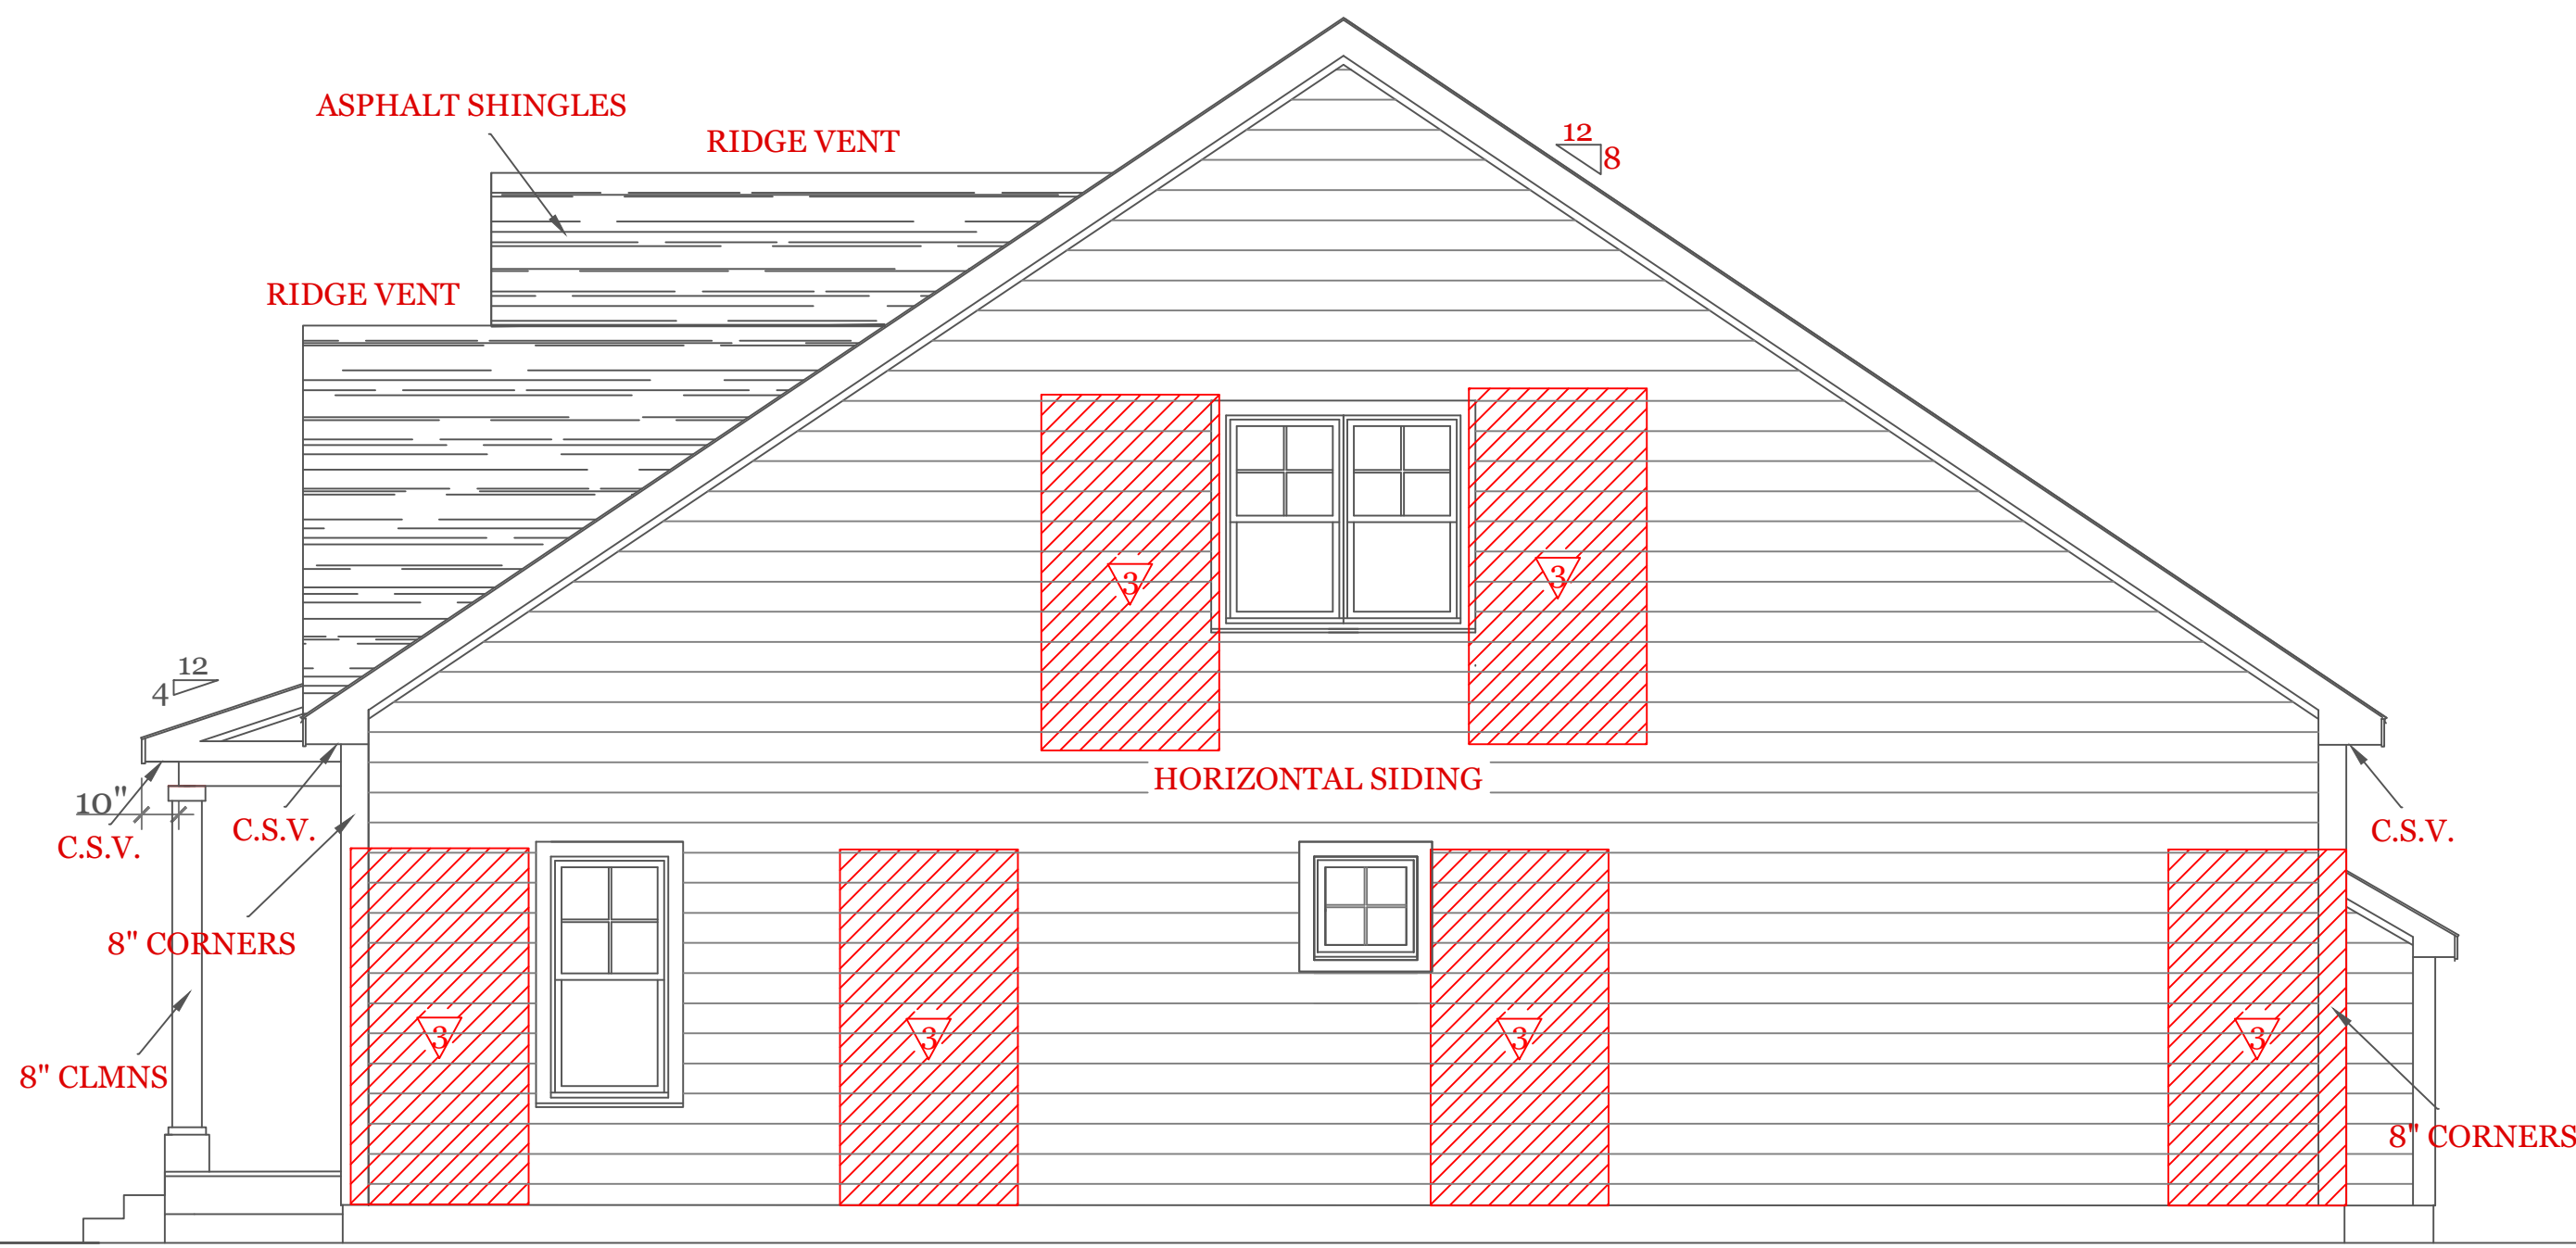 ASPHALT SHINGLES
12
RIDGE VENT
8
RIDGE VENT
3
3
12
4
HORIZONTAL SIDING
10"
C.S.V.
C.S.V.
C.S.V.
8" CORNERS
3
3
3
3
8" CLMNS
8" CORNERS